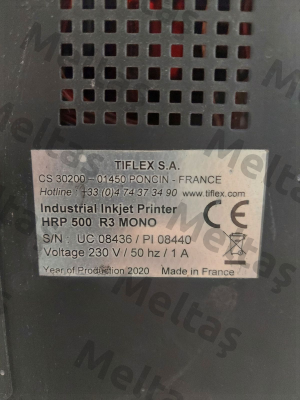 TIFLEX S.A.
CS 30200 - 01450 PONCIN - FRANCE
Hotline +33(0)4 74 37 34 90 www.tiflex.com
Industrial Inkjet Printer
HRP 500 R3 MONO
S/N UC 08436 / PI 08440
Voltage 230 V / 50 hz / 1 A
Year of Production 2020 Made in France
CE
Meltaş
Meltaş
Meltaş
Meltaş
Meltaş
Meltaş